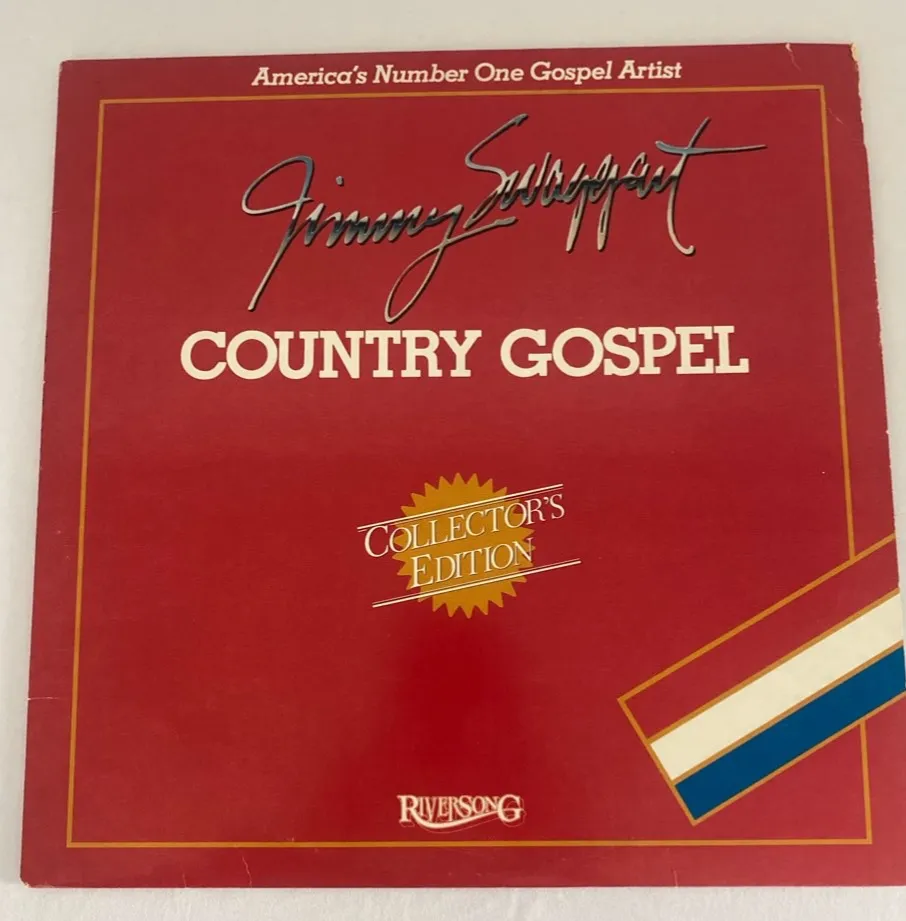 America's Number One Gospel Artist
Jimmy Swaggart
COUNTRY GOSPEL
COLLECTOR'S
EDITION
RIVERSONG